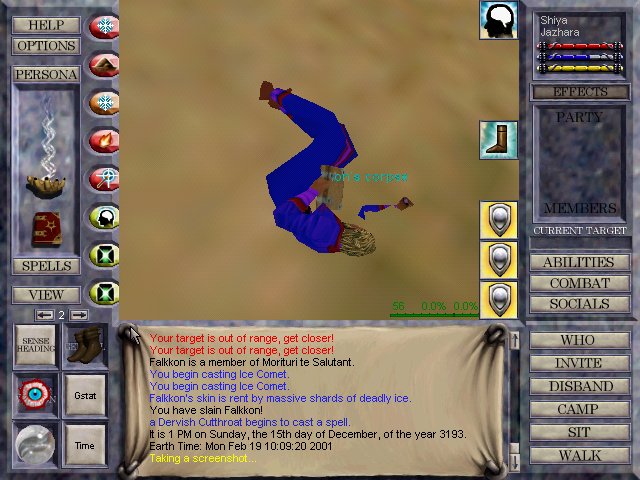 HELP
OPTIONS
PERSONA
SPELLS
VIEW
2
SENSE
HEADING
Gstat
Time
corpse
56 0.0% 0.0%
Your target is out of range, get closer!
Your target is out of range, get closer!
Falkkon is a member of Morituri te Salutant.
You begin casting Ice Comet.
You begin casting Ice Comet.
Falkkon's skin is rent by massive shards of deadly ice.
You have slain Falkkon!
a Dervish Cutthroat begins to cast a spell.
It is 1 PM on Sunday, the 15th day of December, of the year 3193.
Earth Time: Mon Feb 19 10:09:20 2001
Taking a screenshot...
Shiya
Jazhara
EFFECTS
PARTY
MEMBERS
CURRENT TARGET
ABILITIES
COMBAT
SOCIALS
WHO
INVITE
DISBAND
CAMP
SIT
WALK